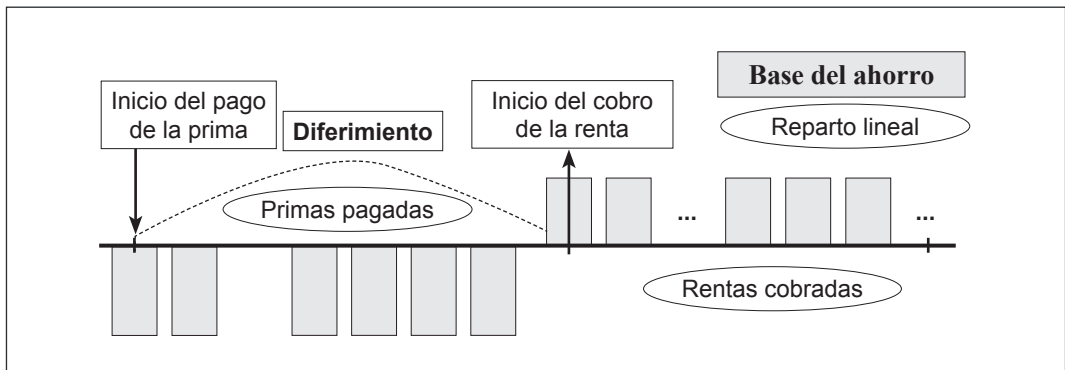 Inicio del pago
de la prima
Diferimiento
Inicio del cobro
de la renta
Base del ahorro
Reparto lineal
Primas pagadas
...
...
Rentas cobradas